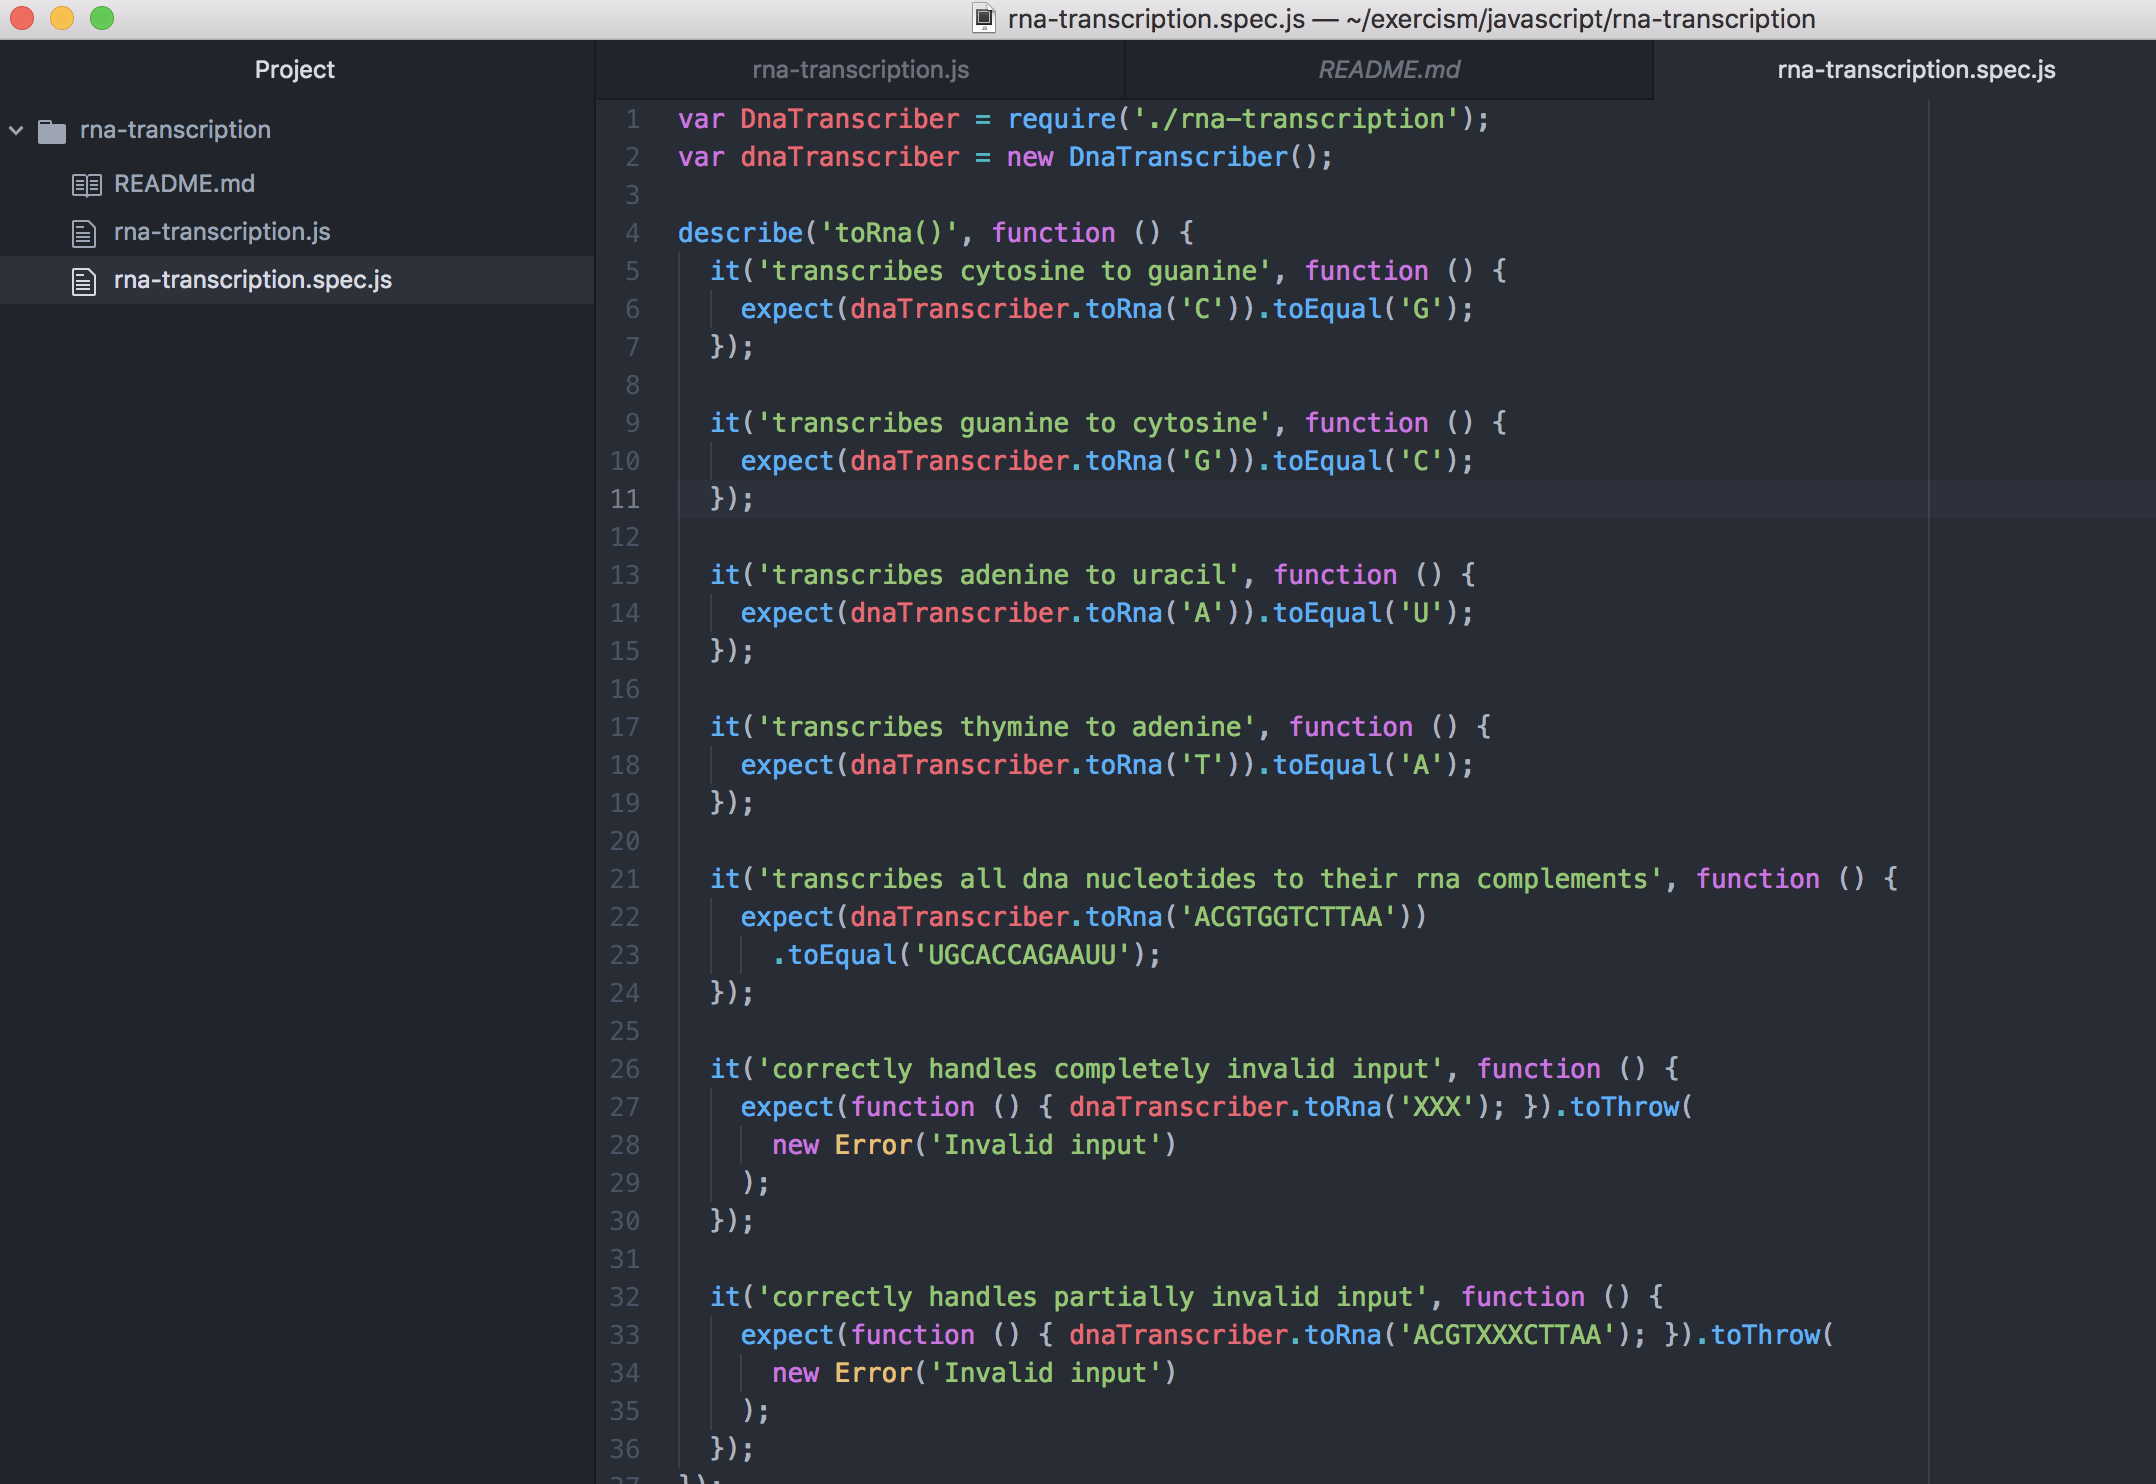 rna-transcription.spec.js — ~/exercism/javascript/rna-transcription
Project
rna-transcription
README.md
rna-transcription.js
rna-transcription.spec.js
rna-transcription.js
README.md
rna-transcription.spec.js
1 var DnaTranscriber = require('./rna-transcription');
2 var dnaTranscriber = new DnaTranscriber();
3
4 describe('toRna()', function () {
5   it('transcribes cytosine to guanine', function () {
6     expect(dnaTranscriber.toRna('C')).toEqual('G');
7   });
8
9   it('transcribes guanine to cytosine', function () {
10     expect(dnaTranscriber.toRna('G')).toEqual('C');
11   });
12
13   it('transcribes adenine to uracil', function () {
14     expect(dnaTranscriber.toRna('A')).toEqual('U');
15   });
16
17   it('transcribes thymine to adenine', function () {
18     expect(dnaTranscriber.toRna('T')).toEqual('A');
19   });
20
21   it('transcribes all dna nucleotides to their rna complements', function () {
22     expect(dnaTranscriber.toRna('ACGTGGTCTTAA'))
23       .toEqual('UGCACCAGAAUU');
24   });
25
26   it('correctly handles completely invalid input', function () {
27     expect(function () { dnaTranscriber.toRna('XXX'); }).toThrow(
28       new Error('Invalid input')
29     );
30   });
31
32   it('correctly handles partially invalid input', function () {
33     expect(function () { dnaTranscriber.toRna('ACGTXXXCTTAA'); }).toThrow(
34       new Error('Invalid input')
35     );
36   });
37 });